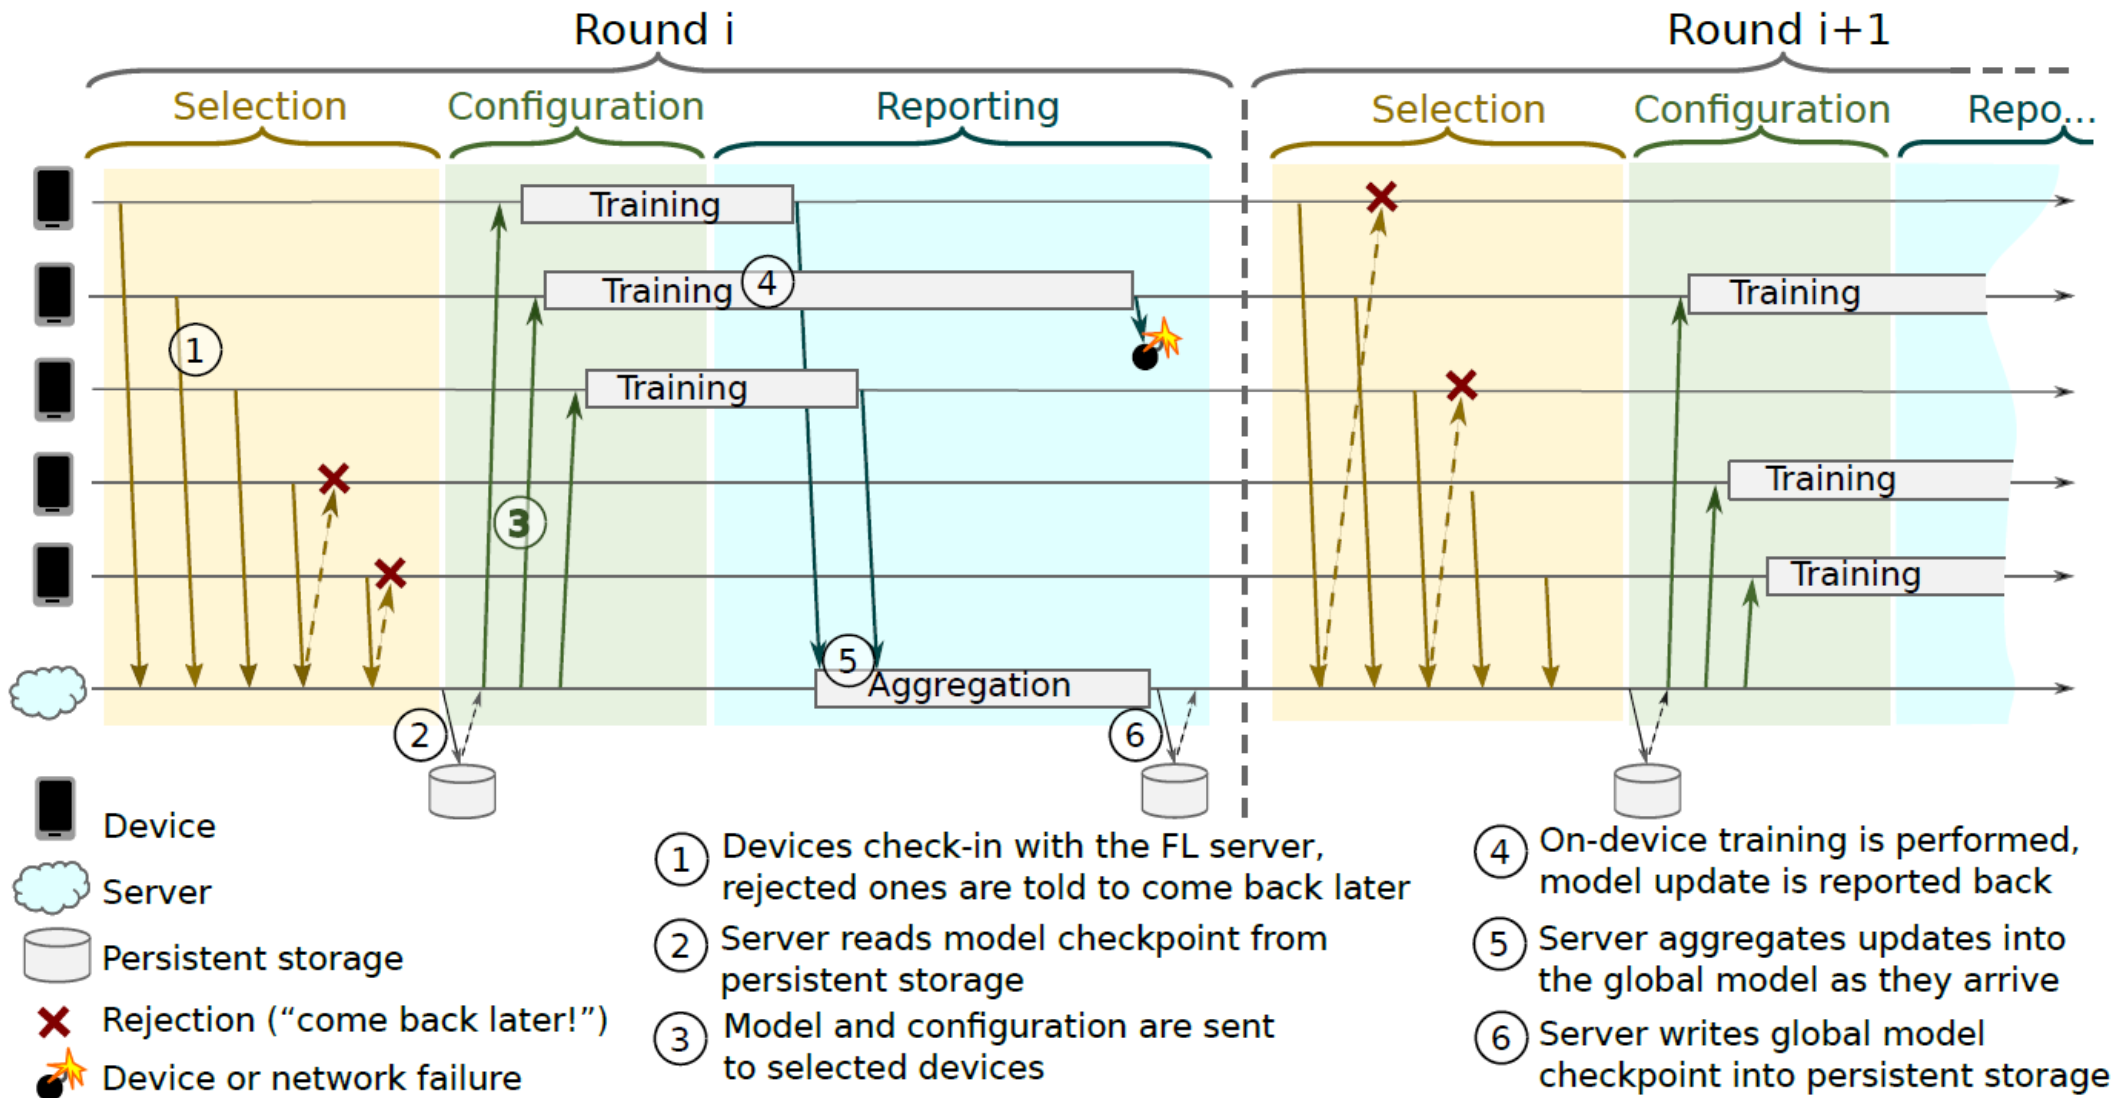 Round i
Round i+1
Selection
Configuration
Reporting
Selection
Configuration
Repo...
Training
Training
4
Training
1
3
Training
Training
Training
5
Aggregation
2
6
Device
Server
Persistent storage
Rejection (“come back later!”)
Device or network failure
1
Devices check-in with the FL server,
rejected ones are told to come back later
2
Server reads model checkpoint from
persistent storage
3
Model and configuration are sent
to selected devices
4
On-device training is performed,
model update is reported back
5
Server aggregates updates into
the global model as they arrive
6
Server writes global model
checkpoint into persistent storage